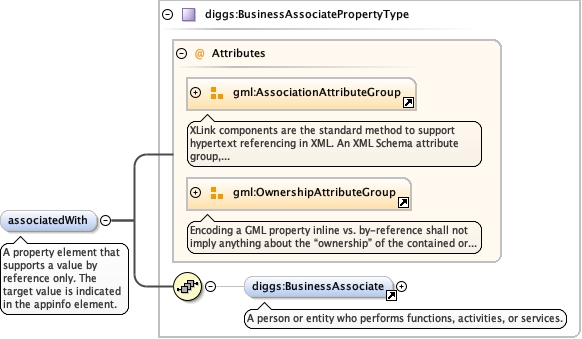 diggs:BusinessAssociatePropertyType
@ Attributes
gml:AssociationAttributeGroup
XLink components are the standard method to support
hypertext referencing in XML. An XML Schema attribute
group,...
gml:OwnershipAttributeGroup
Encoding a GML property inline vs. by-reference shall
not imply anything about the “ownership” of the contained or...
associatedWith
A property element that
supports a value by
reference only. The
target value is indicated
in the appinfo element.
diggs:BusinessAssociate
A person or entity who performs functions, activities, or services.